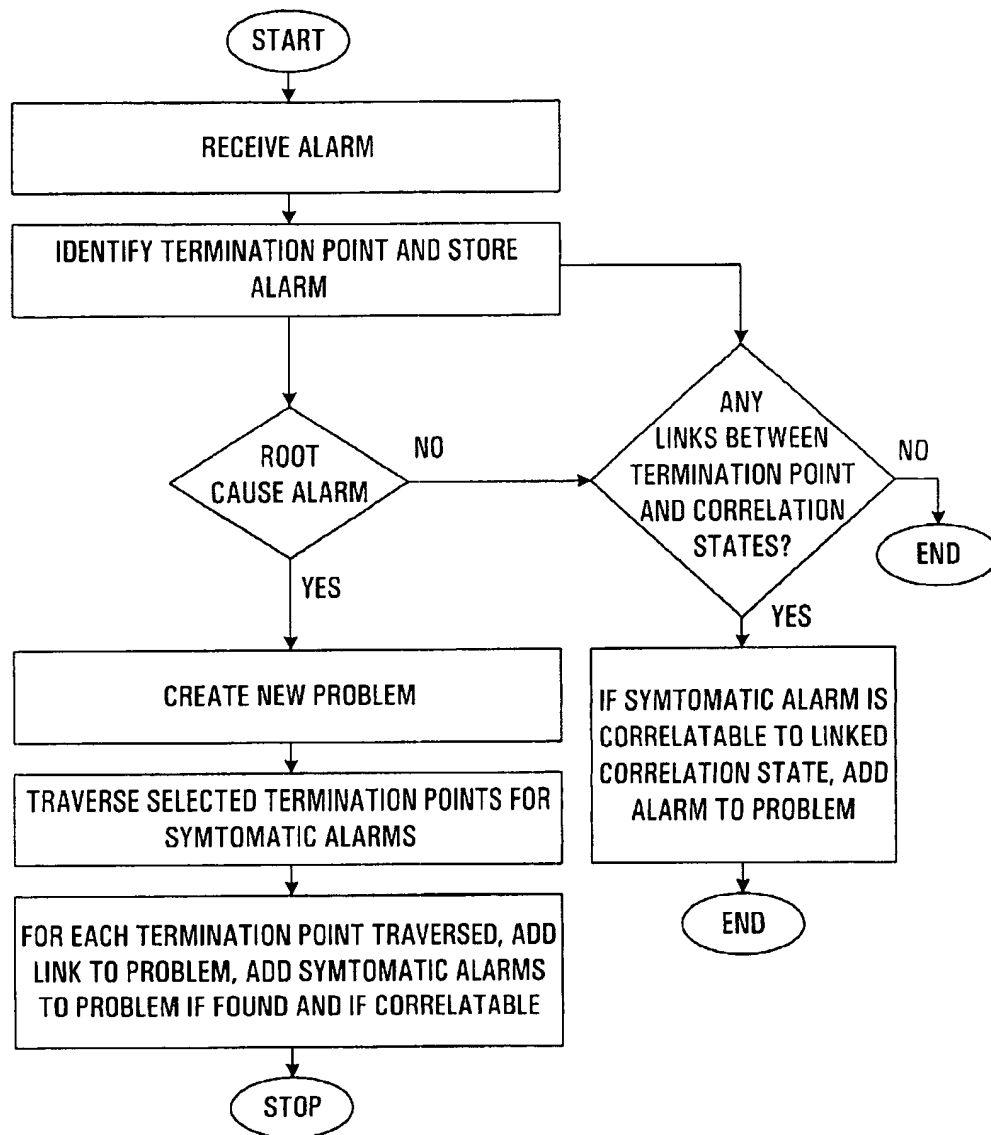 START
RECEIVE ALARM
IDENTIFY TERMINATION POINT AND STORE
ALARM
ROOT
CAUSE ALARM
NO
YES
ANY
LINKS BETWEEN
TERMINATION POINT
AND CORRELATION
STATES?
NO
END
YES
CREATE NEW PROBLEM
TRAVERSE SELECTED TERMINATION POINTS FOR
SYMTOMATIC ALARMS
FOR EACH TERMINATION POINT TRAVERSED, ADD
LINK TO PROBLEM, ADD SYMTOMATIC ALARMS
TO PROBLEM IF FOUND AND IF CORRELATABLE
STOP
IF SYMTOMATIC ALARM IS
CORRELATABLE TO LINKED
CORRELATION STATE, ADD
ALARM TO PROBLEM
END